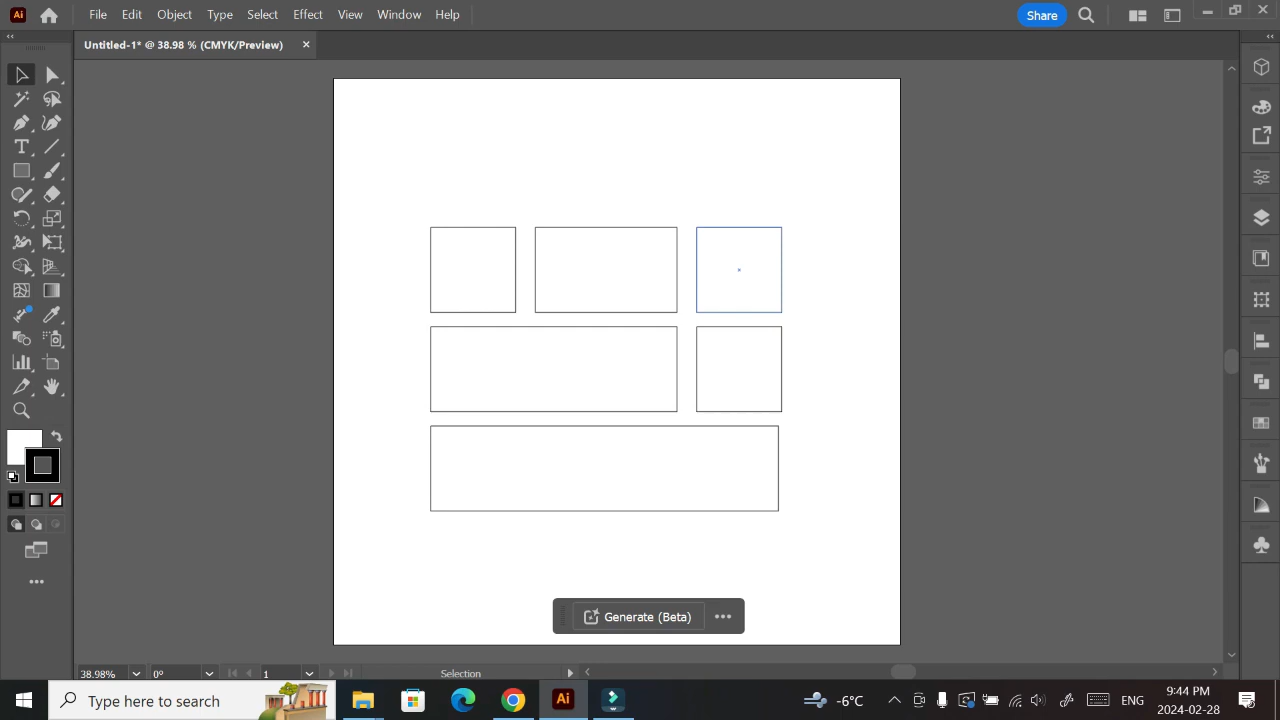 Ai File Edit Object Type Select Effect View Window Help Share
Untitled-1* @ 38.98 % (CMYK/Preview)
Generate (Beta)
38.98% 0° 1 Selection
Type here to search Ai -6°C ENG 9:44 PM
2024-02-28